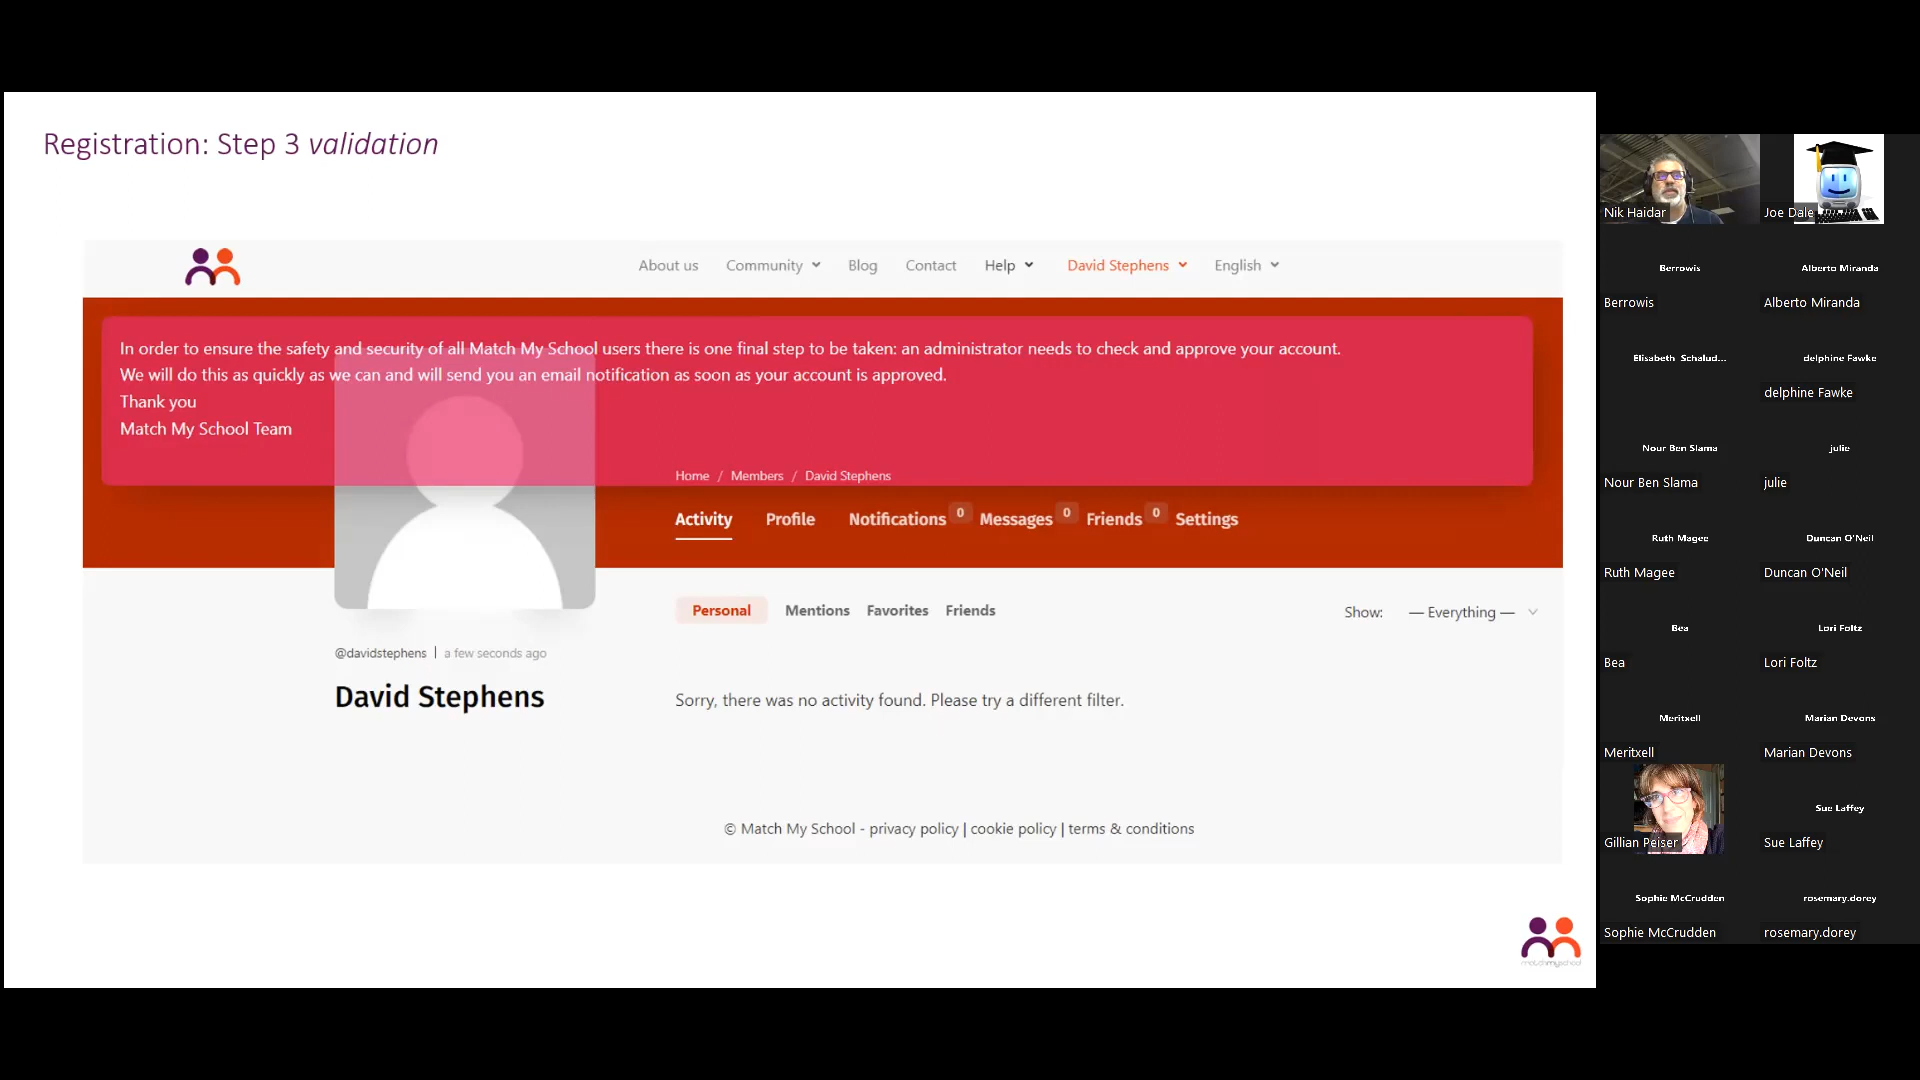 Registration: Step 3 validation
About us Community Blog Contact Help David Stephens English
In order to ensure the safety and security of all Match My School users there is one final step to be taken: an administrator needs to check and approve your account.
We will do this as quickly as we can and will send you an email notification as soon as your account is approved.
Thank you
Match My School Team
Home / Members / David Stephens
Activity Profile Notifications 0 Messages 0 Friends 0 Settings
Personal Mentions Favorites Friends
Show: — Everything —
@davidstephens | a few seconds ago
David Stephens
Sorry, there was no activity found. Please try a different filter.
© Match My School - privacy policy | cookie policy | terms & conditions
matchmyschool
Nik Haidar
Joe Dale
Berrowis
Alberto Miranda
Berrowis
Alberto Miranda
Elisabeth Schalud...
delphine Fawke
delphine Fawke
Nour Ben Slama
julie
Nour Ben Slama
julie
Ruth Magee
Duncan O'Neil
Ruth Magee
Duncan O'Neil
Bea
Lori Foltz
Bea
Lori Foltz
Meritxell
Marian Devons
Meritxell
Marian Devons
Sue Laffey
Gillian Peiser
Sue Laffey
Sophie McCrudden
rosemary.dorey
Sophie McCrudden
rosemary.dorey